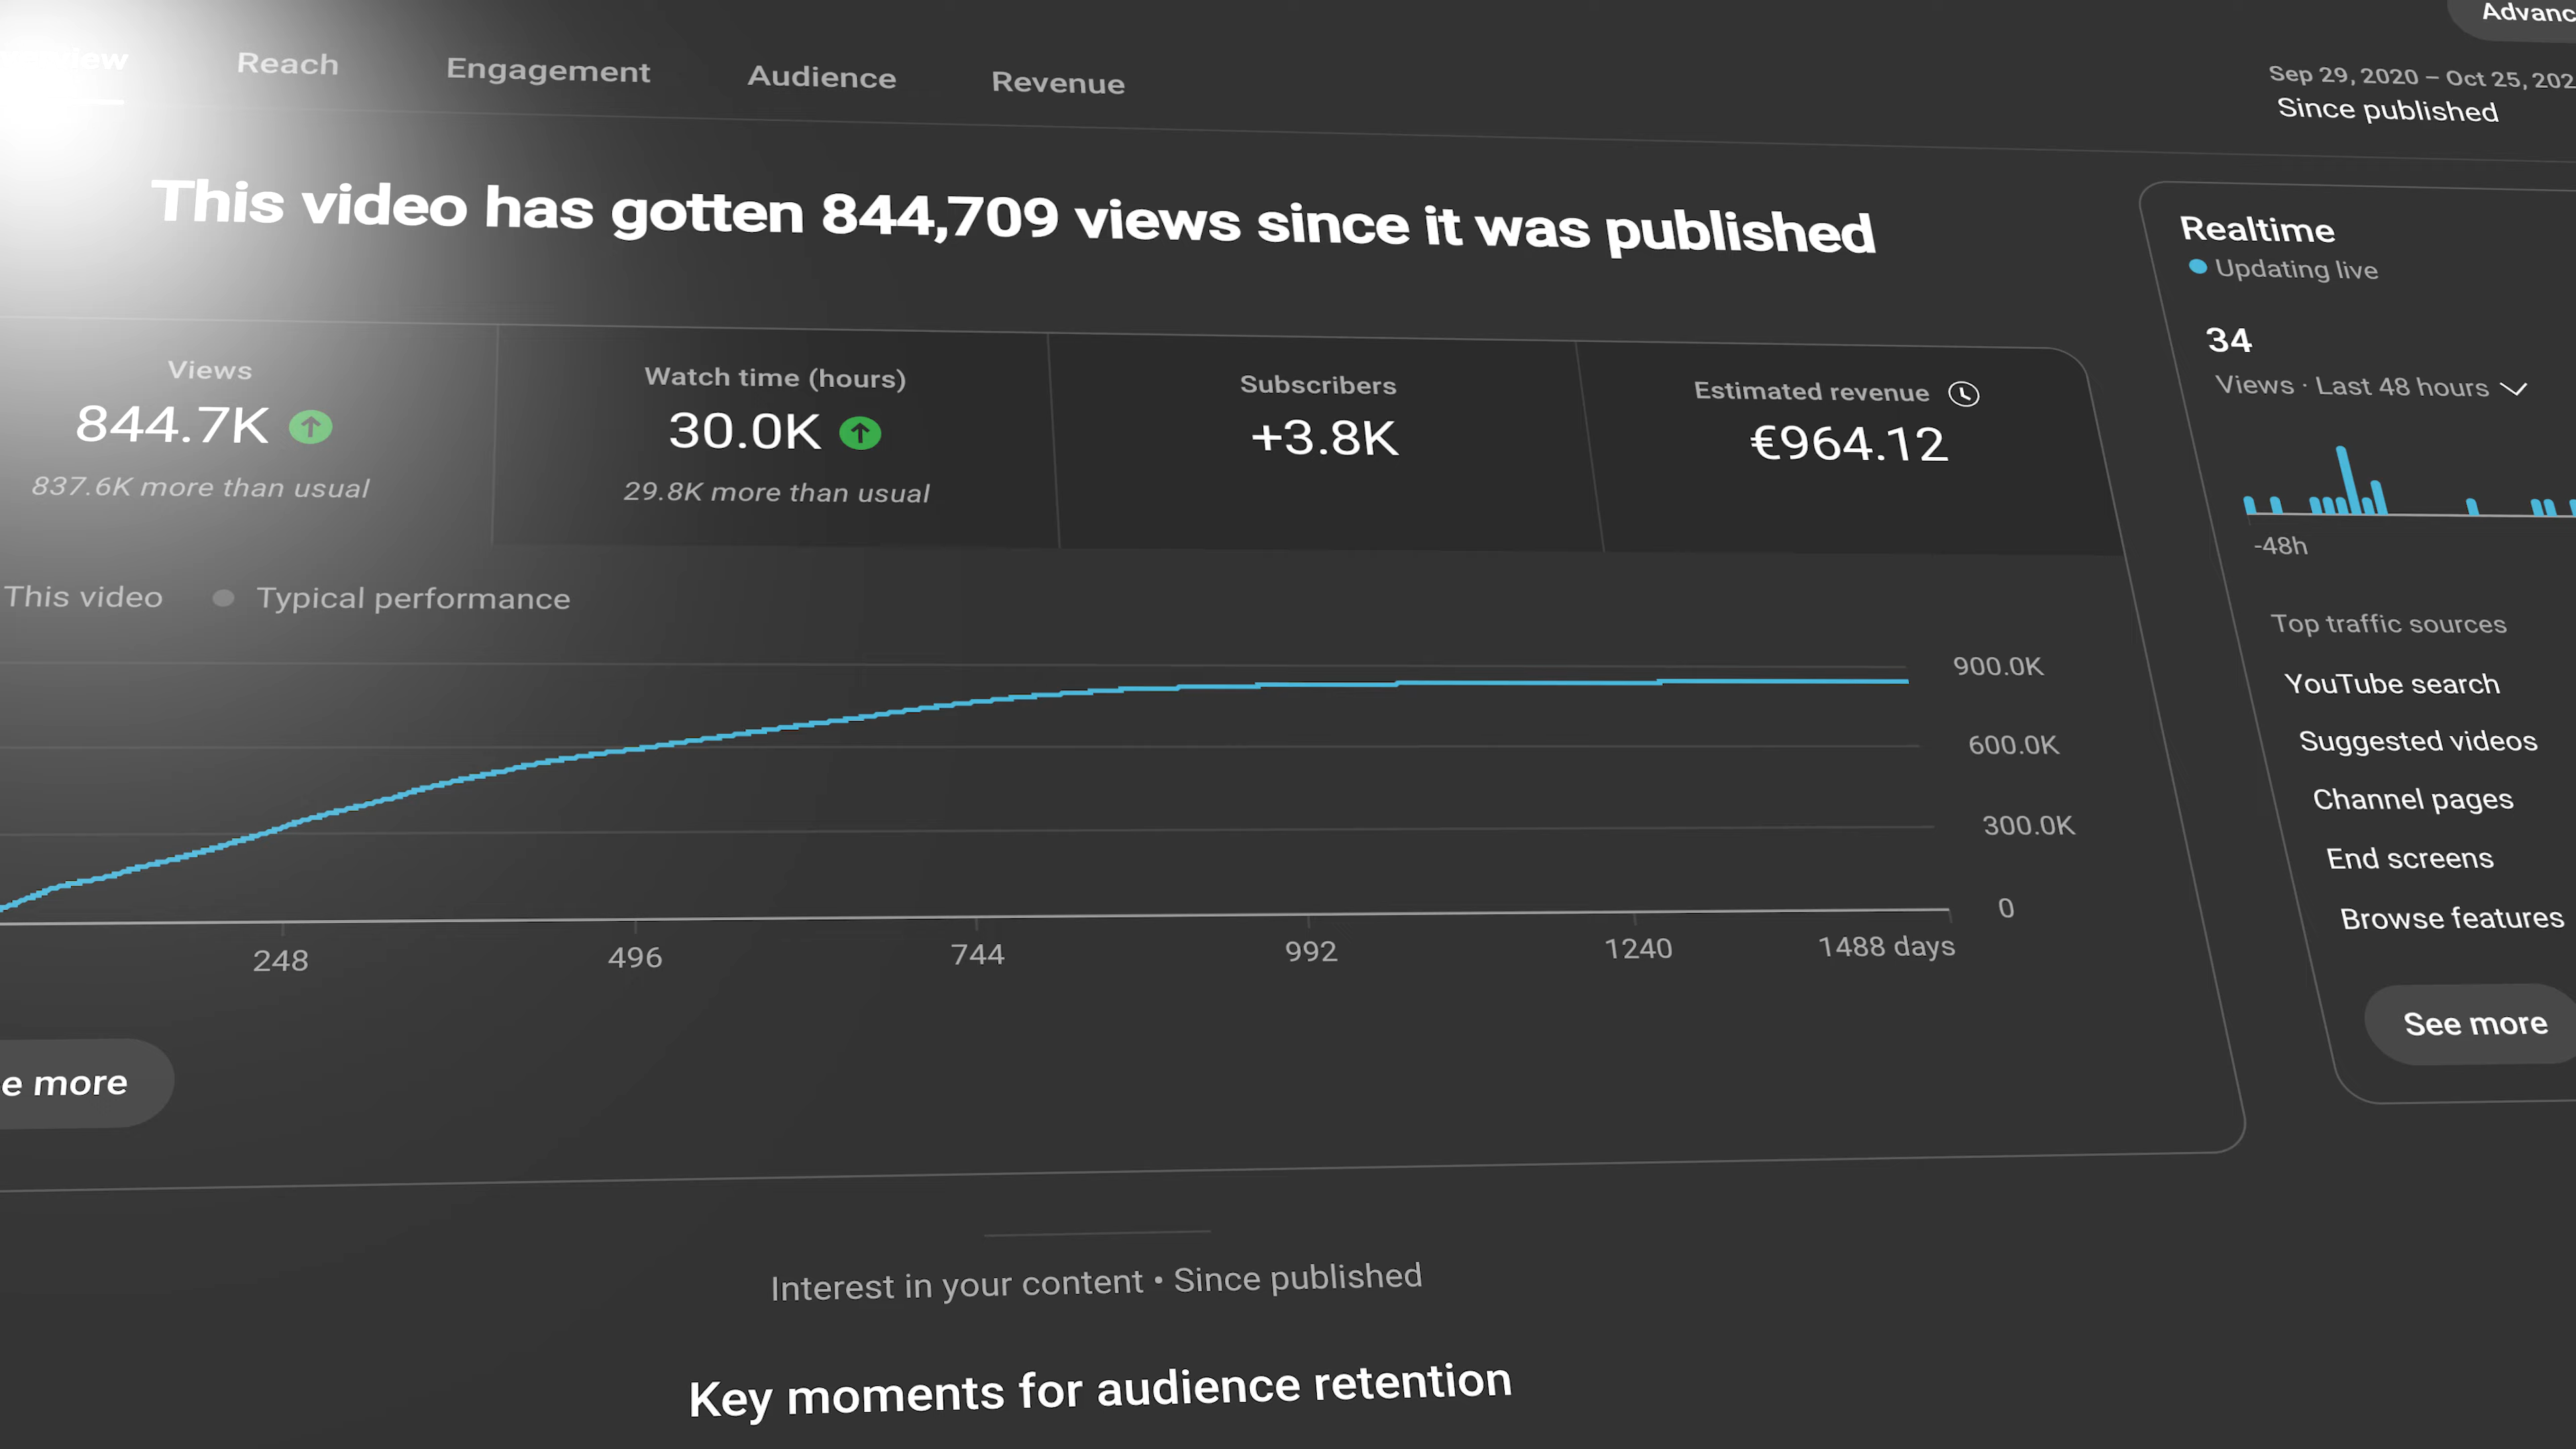 Advanc
Reach Engagement Audience Revenue
Sep 29, 2020 – Oct 25, 202
Since published
This video has gotten 844,709 views since it was published
Views
844.7K
837.6K more than usual
Watch time (hours)
30.0K
29.8K more than usual
Subscribers
+3.8K
Estimated revenue
€964.12
This video Typical performance
900.0K
600.0K
300.0K
0
248 496 744 992 1240 1488 days
e more
Realtime
Updating live
34
Views · Last 48 hours
-48h
Top traffic sources
YouTube search
Suggested videos
Channel pages
End screens
Browse features
See more
Interest in your content • Since published
Key moments for audience retention